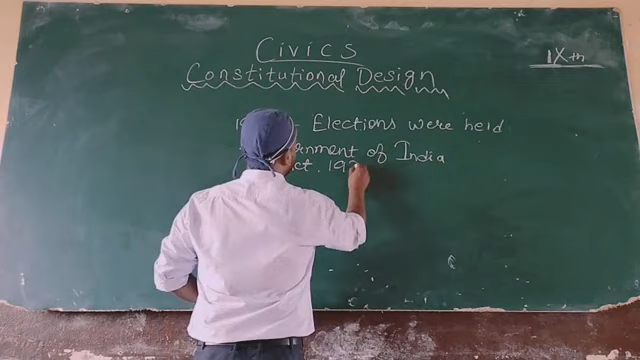 Civics
IXth
Constitutional Design
Elections were held
of India